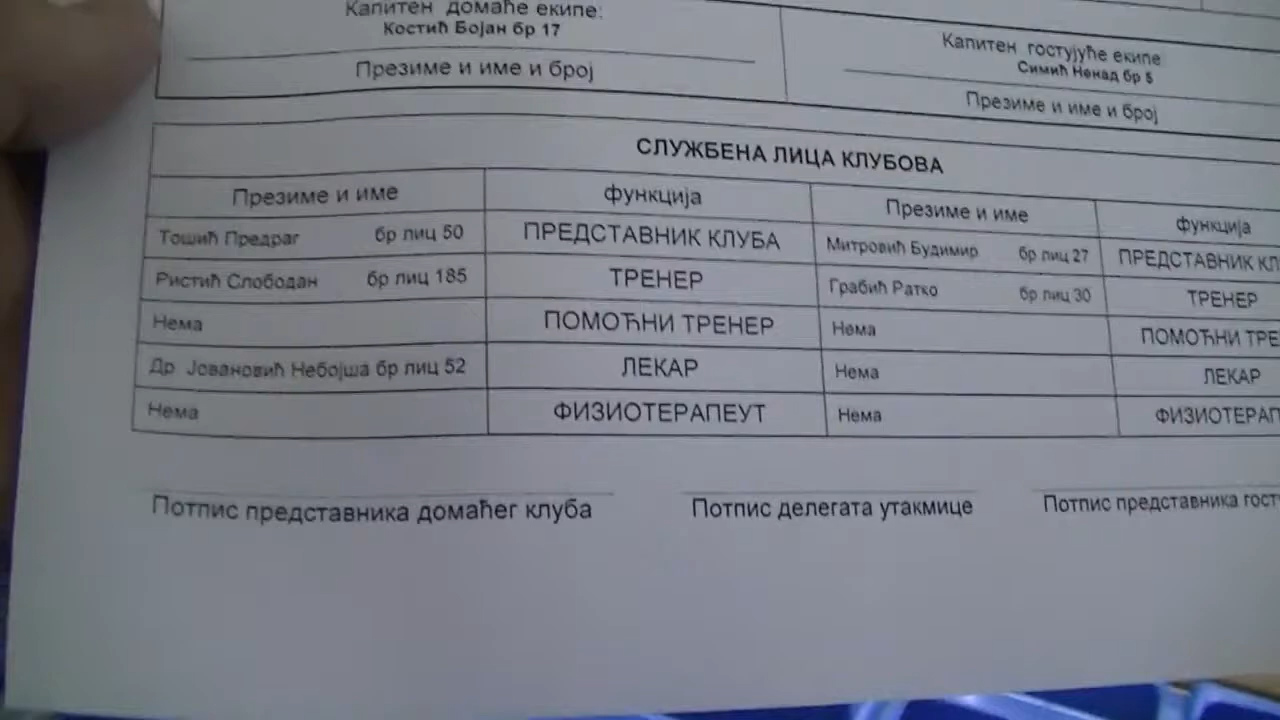 Капитен домаће екипе:
Костић Бојан бр 17
Презиме и име и број
Капитен гостујуће екипе
Симић Ненад бр 5
Презиме и име и број
СЛУЖБЕНА ЛИЦА КЛУБОВА
Презиме и име функција Презиме и име функција
Тошић Предраг бр лиц 50 ПРЕДСТАВНИК КЛУБА Митровић Будимир бр лиц 27 ПРЕДСТАВНИК КЛ
Ристић Слободан бр лиц 185 ТРЕНЕР Грабић Ратко бр лиц 30 ТРЕНЕР
Нема ПОМОЋНИ ТРЕНЕР Нема ПОМОЋНИ ТРЕ
Др Јовановић Небојша бр лиц 52 ЛЕКАР Нема ЛЕКАР
Нема ФИЗИОТЕРАПЕУТ Нема ФИЗИОТЕРАП
Потпис представника домаћег клуба Потпис делегата утакмице Потпис представника гост